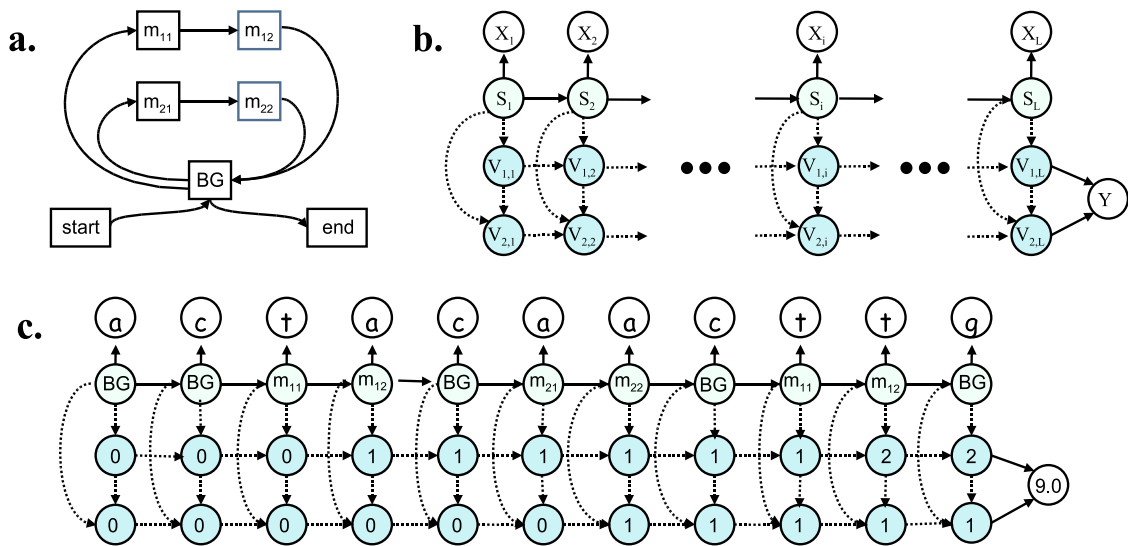 a.
m11 m12
m21 m22
BG
start end
b.
X1 X2 Xi XL
S1 S2 Si SL
V1,1 V1,2 ••• V1,i ••• V1,L
Y
V2,1 V2,2 V2,i V2,L
c.
a c t a c a a c t t g
BG BG m11 m12 BG m21 m22 BG m11 m12 BG
0 0 0 1 1 1 1 1 1 2 2
9.0
0 0 0 0 0 0 1 1 1 1 1